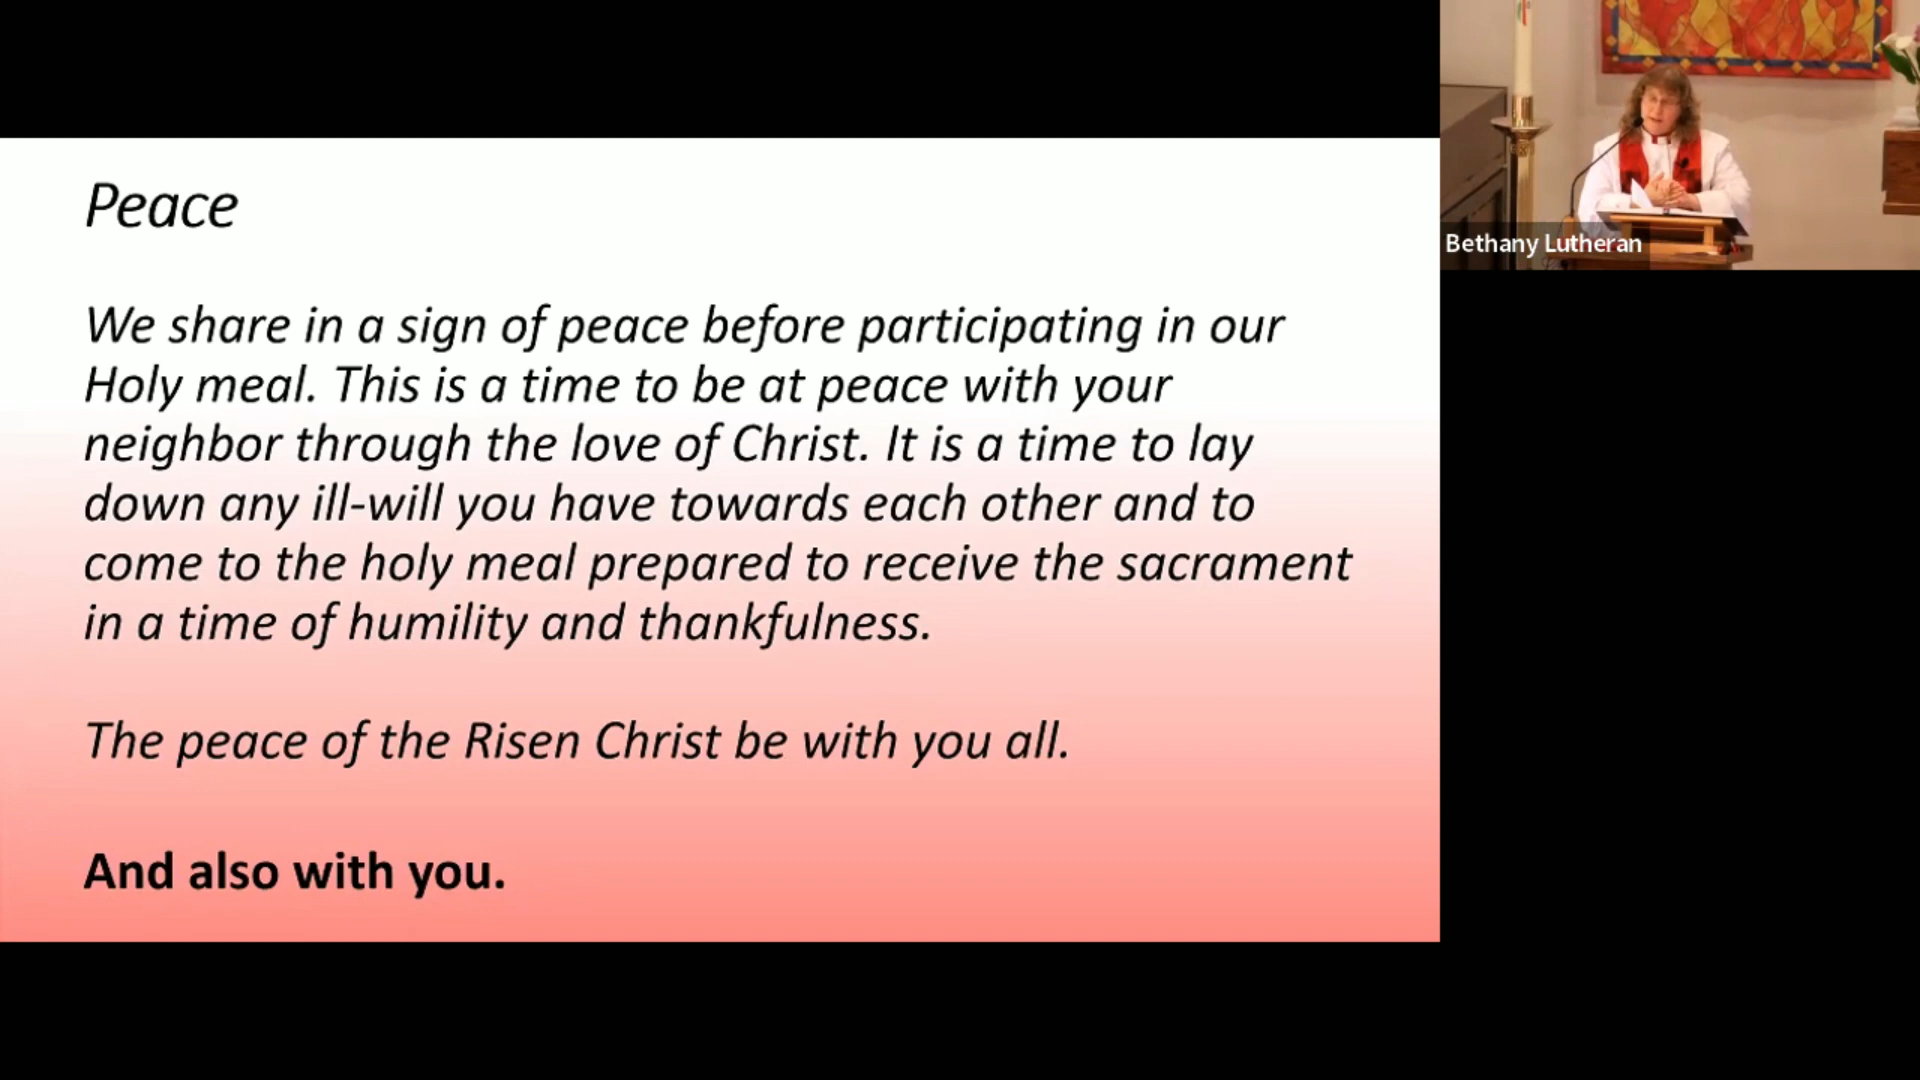 Peace
We share in a sign of peace before participating in our
Holy meal. This is a time to be at peace with your
neighbor through the love of Christ. It is a time to lay
down any ill-will you have towards each other and to
come to the holy meal prepared to receive the sacrament
in a time of humility and thankfulness.
The peace of the Risen Christ be with you all.
And also with you.
Bethany Lutheran